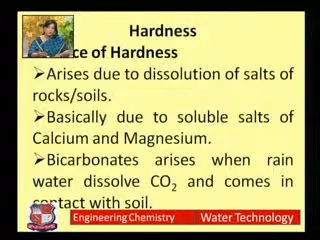 Hardness
ce of Hardness
➢Arises due to dissolution of salts of
rocks/soils.
➢Basically due to soluble salts of
Calcium and Magnesium.
➢Bicarbonates arises when rain
water dissolve CO2 and comes in
contact with soil.
Engineering Chemistry Water Technology